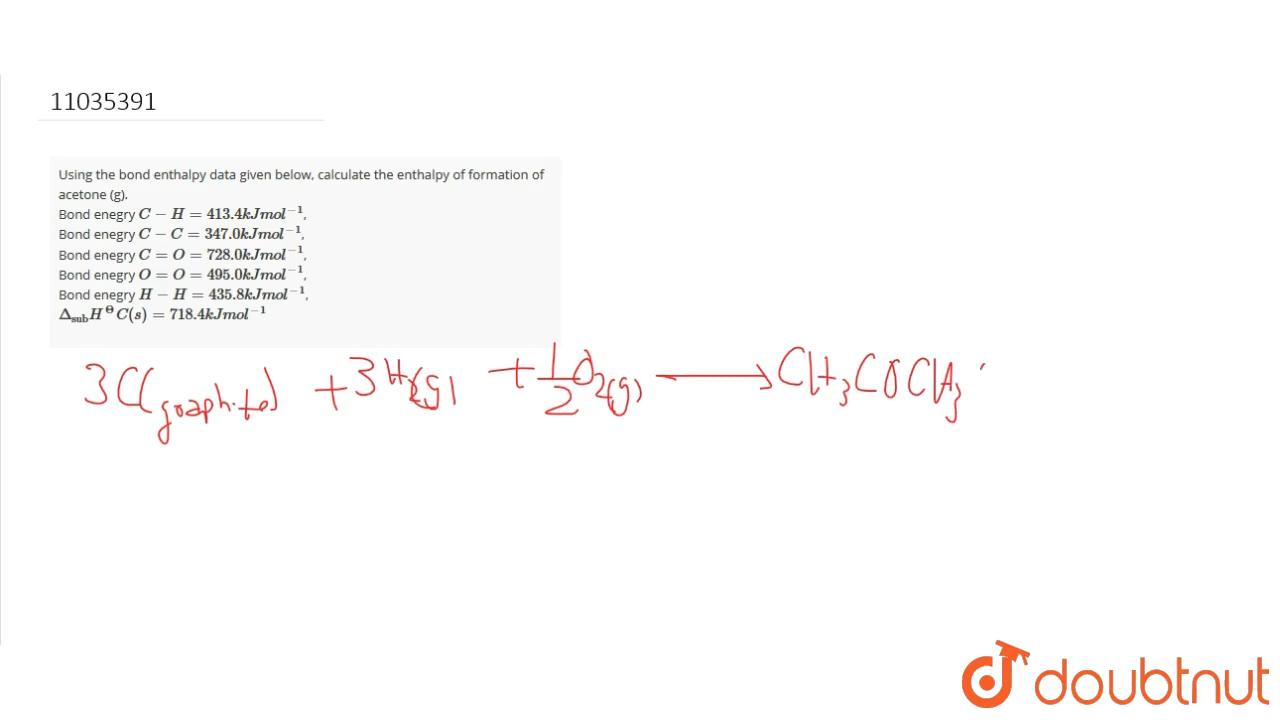 11035391
Using the bond enthalpy data given below, calculate the enthalpy of formation of
acetone (g).
Bond enegry C − H = 413.4kJmol⁻¹,
Bond enegry C − C = 347.0kJmol⁻¹,
Bond enegry C = O = 728.0kJmol⁻¹,
Bond enegry O = O = 495.0kJmol⁻¹,
Bond enegry H − H = 435.8kJmol⁻¹,
Δ_sub H^Θ C(s) = 718.4kJmol⁻¹
3C(graphite) + 3H₂(g) + 1/2 O₂(g) ⟶ CH₃COCH₃
doubtnut